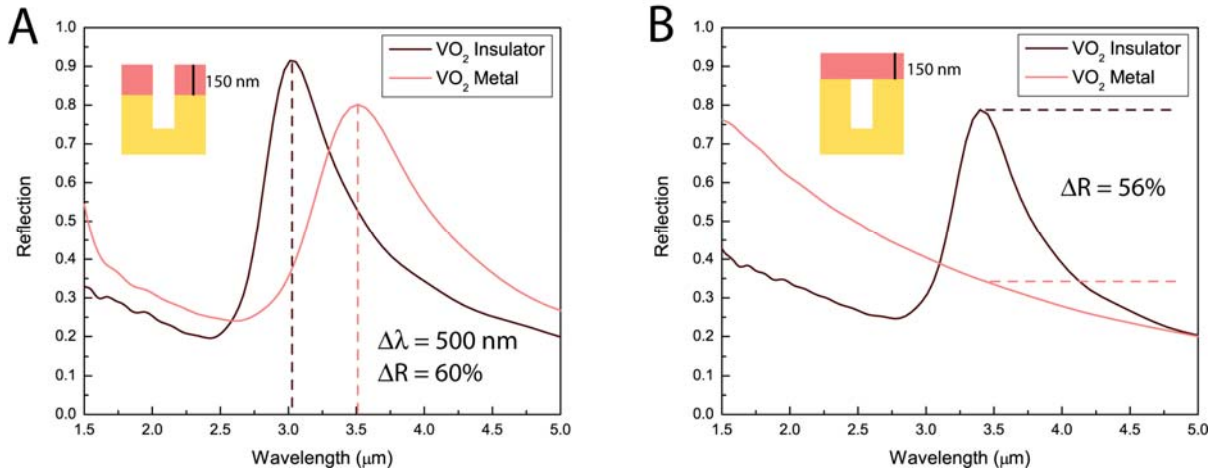 A
1.0
0.9
0.8
0.7
0.6
0.5
0.4
0.3
0.2
0.1
0.0
Reflection
VO2 Insulator
VO2 Metal
150 nm
Δλ = 500 nm
ΔR = 60%
1.5 2.0 2.5 3.0 3.5 4.0 4.5 5.0
Wavelength (μm)
B
1.0
0.9
0.8
0.7
0.6
0.5
0.4
0.3
0.2
0.1
0.0
Reflection
VO2 Insulator
VO2 Metal
150 nm
ΔR = 56%
1.5 2.0 2.5 3.0 3.5 4.0 4.5 5.0
Wavelength (μm)